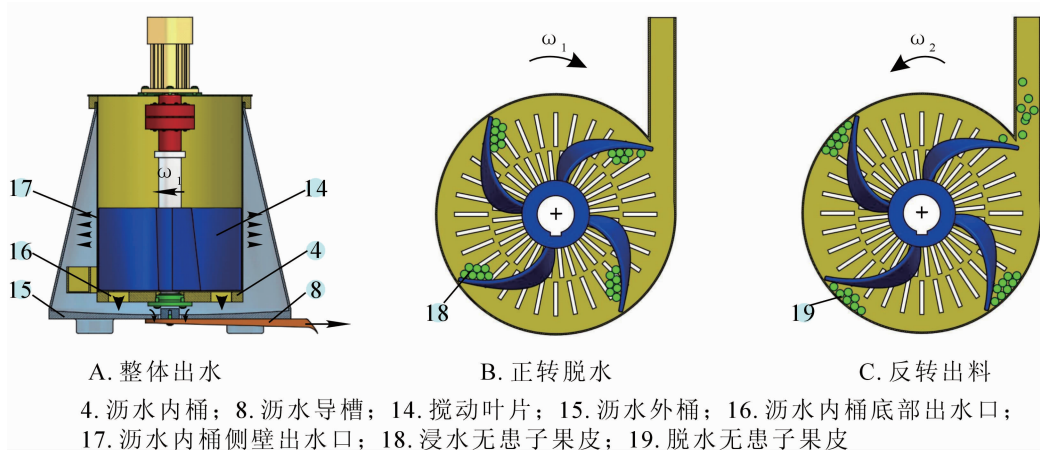 ω1
ω2
17
ω1
14
16
4
15
8
18
19
A. 整体出水
B. 正转脱水
C. 反转出料
4. 沥水内桶；8. 沥水导槽；14. 搅动叶片；15. 沥水外桶；16. 沥水内桶底部出水口；
17. 沥水内桶侧壁出水口；18. 浸水无患子果皮；19. 脱水无患子果皮